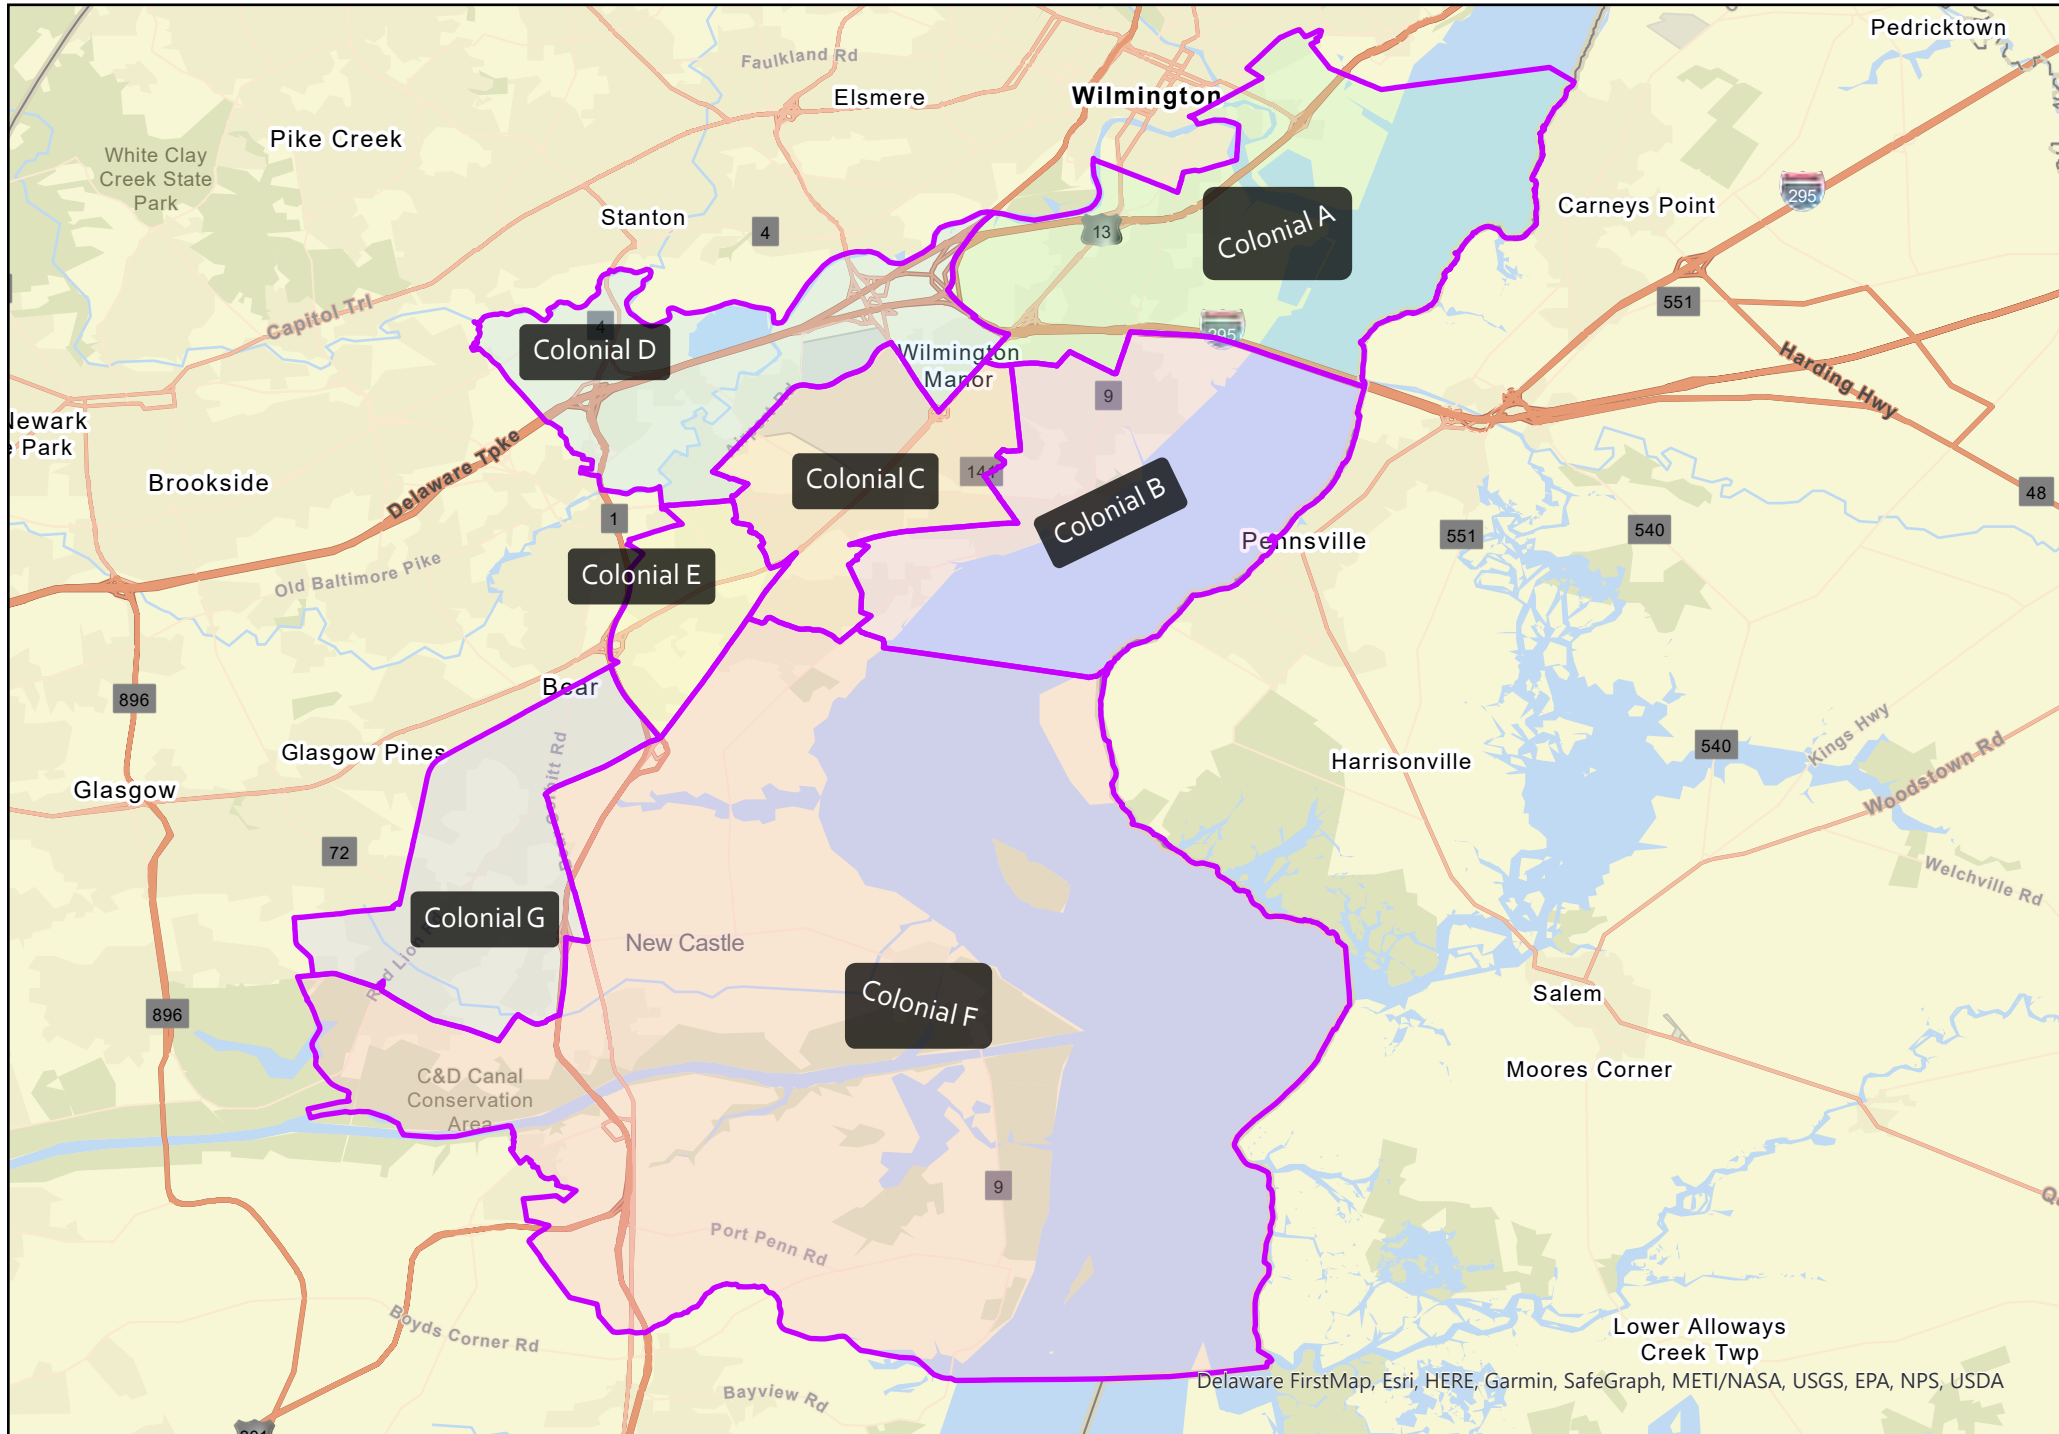 Pedricktown
Faulkland Rd
Elsmere
Wilmington
Pike Creek
White Clay
Creek State
Park
Stanton
4
13
Colonial A
Carneys Point
295
551
Capitol Trl
4
Colonial D
295
Wilmington
Manor
Harding Hwy
9
Newark
Park
Airport Rd
Brookside
Delaware Tpke
Colonial C
141
Colonial B
48
1
Pennsville
551
540
Old Baltimore Pike
Colonial E
Bear
896
Glasgow Pines
Glasgow
Harrisonville
540
Kings Hwy
Woodstown Rd
72
Welchville Rd
Colonial G
New Castle
Colonial F
Salem
896
C&D Canal
Conservation
Area
Moores Corner
9
Port Penn Rd
Boyds Corner Rd
Bayview Rd
Lower Alloways
Creek Twp
Delaware FirstMap, Esri, HERE, Garmin, SafeGraph, METI/NASA, USGS, EPA, NPS, USDA